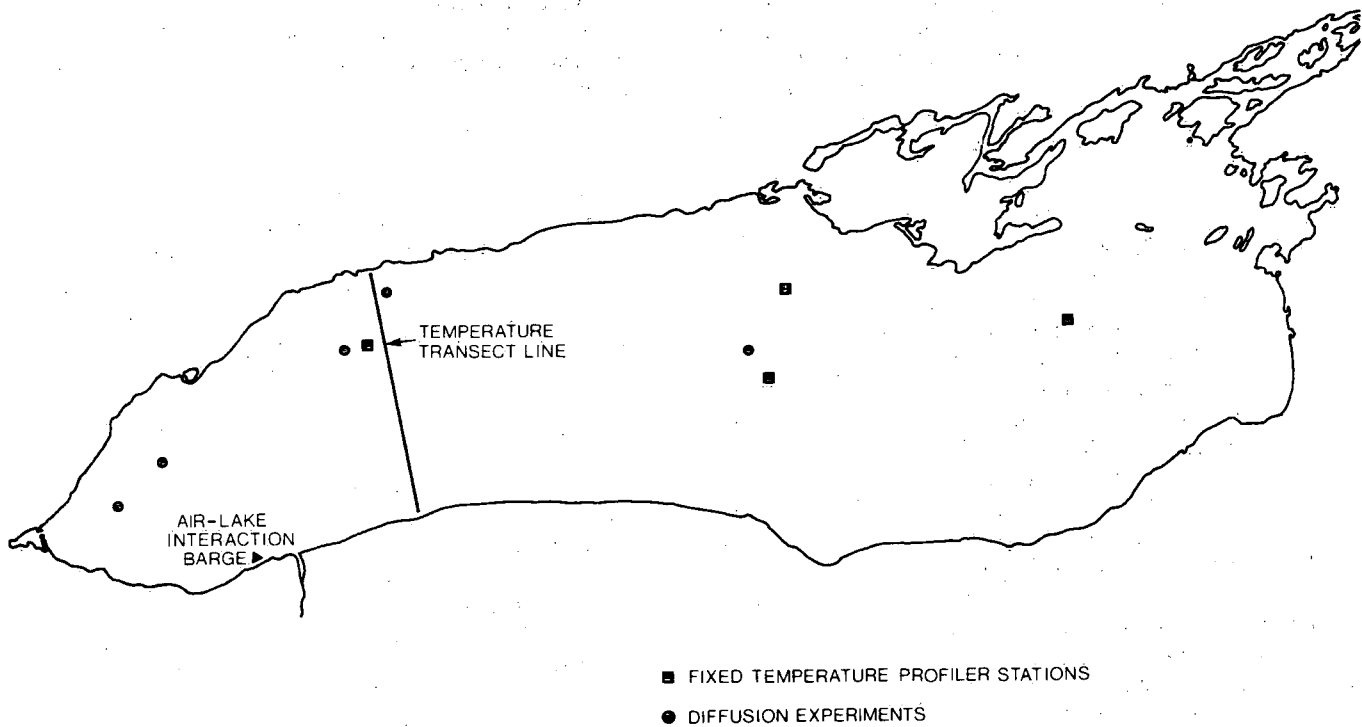 TEMPERATURE
TRANSECT LINE
AIR-LAKE
INTERACTION
BARGE
FIXED TEMPERATURE PROFILER STATIONS
DIFFUSION EXPERIMENTS